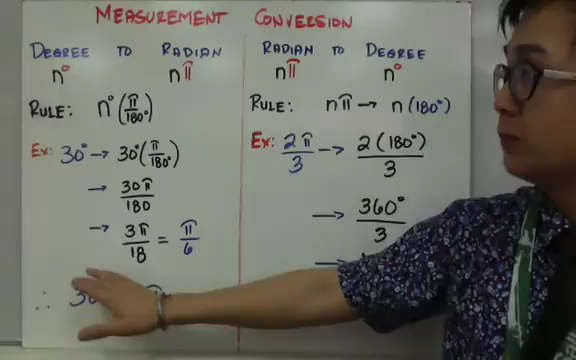 MEASUREMENT CONVERSION
DEGREE TO RADIAN
n°
nπ
RULE: n°(π/180°)
Ex: 30° → 30°(π/180°)
→ 30π/180
→ 3π/18 = π/6
∴ 30
RADIAN TO DEGREE
nπ
n°
RULE: nπ → n(180°)
Ex: 2π/3 → 2(180°)/3
→ 360°/3
→